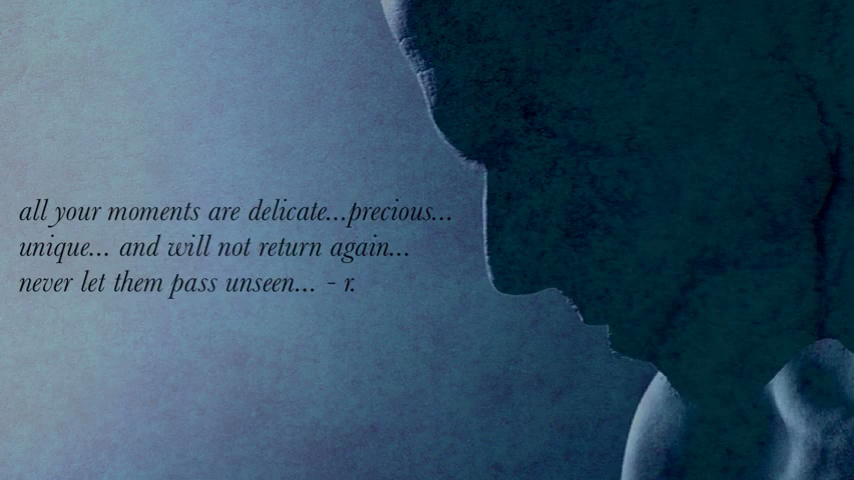 all your moments are delicate...precious...
unique... and will not return again...
never let them pass unseen... - r.